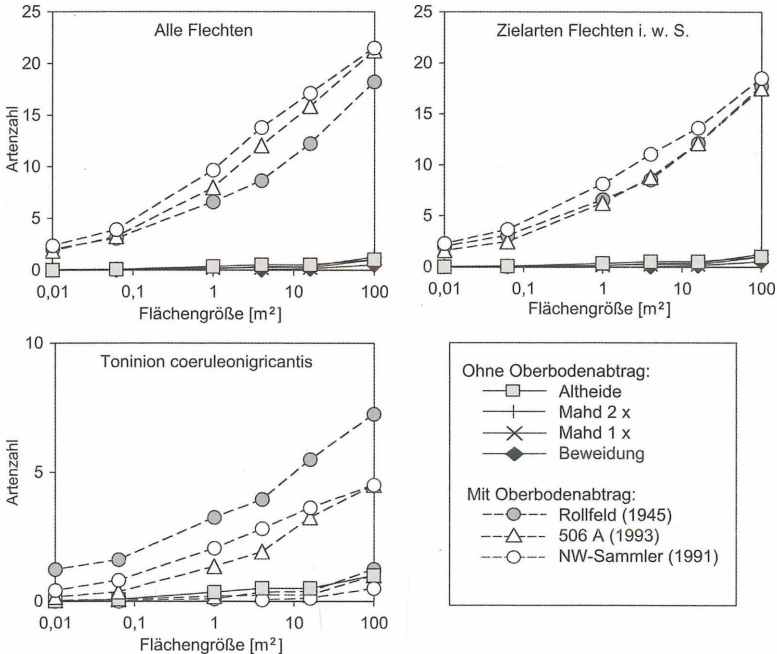 Alle Flechten
Artenzahl
25
20
15
10
5
0
0,01
0,1
1
10
100
Flächengröße [m²]
Zielarten Flechten i. w. S.
25
20
15
10
5
0
0,01
0,1
1
10
100
Flächengröße [m²]
Toninion coeruleonigricantis
Artenzahl
10
5
0
0,01
0,1
1
10
100
Flächengröße [m²]
Ohne Oberbodenabtrag:
Altheide
Mahd 2 x
Mahd 1 x
Beweidung
Mit Oberbodenabtrag:
Rollfeld (1945)
506 A (1993)
NW-Sammler (1991)